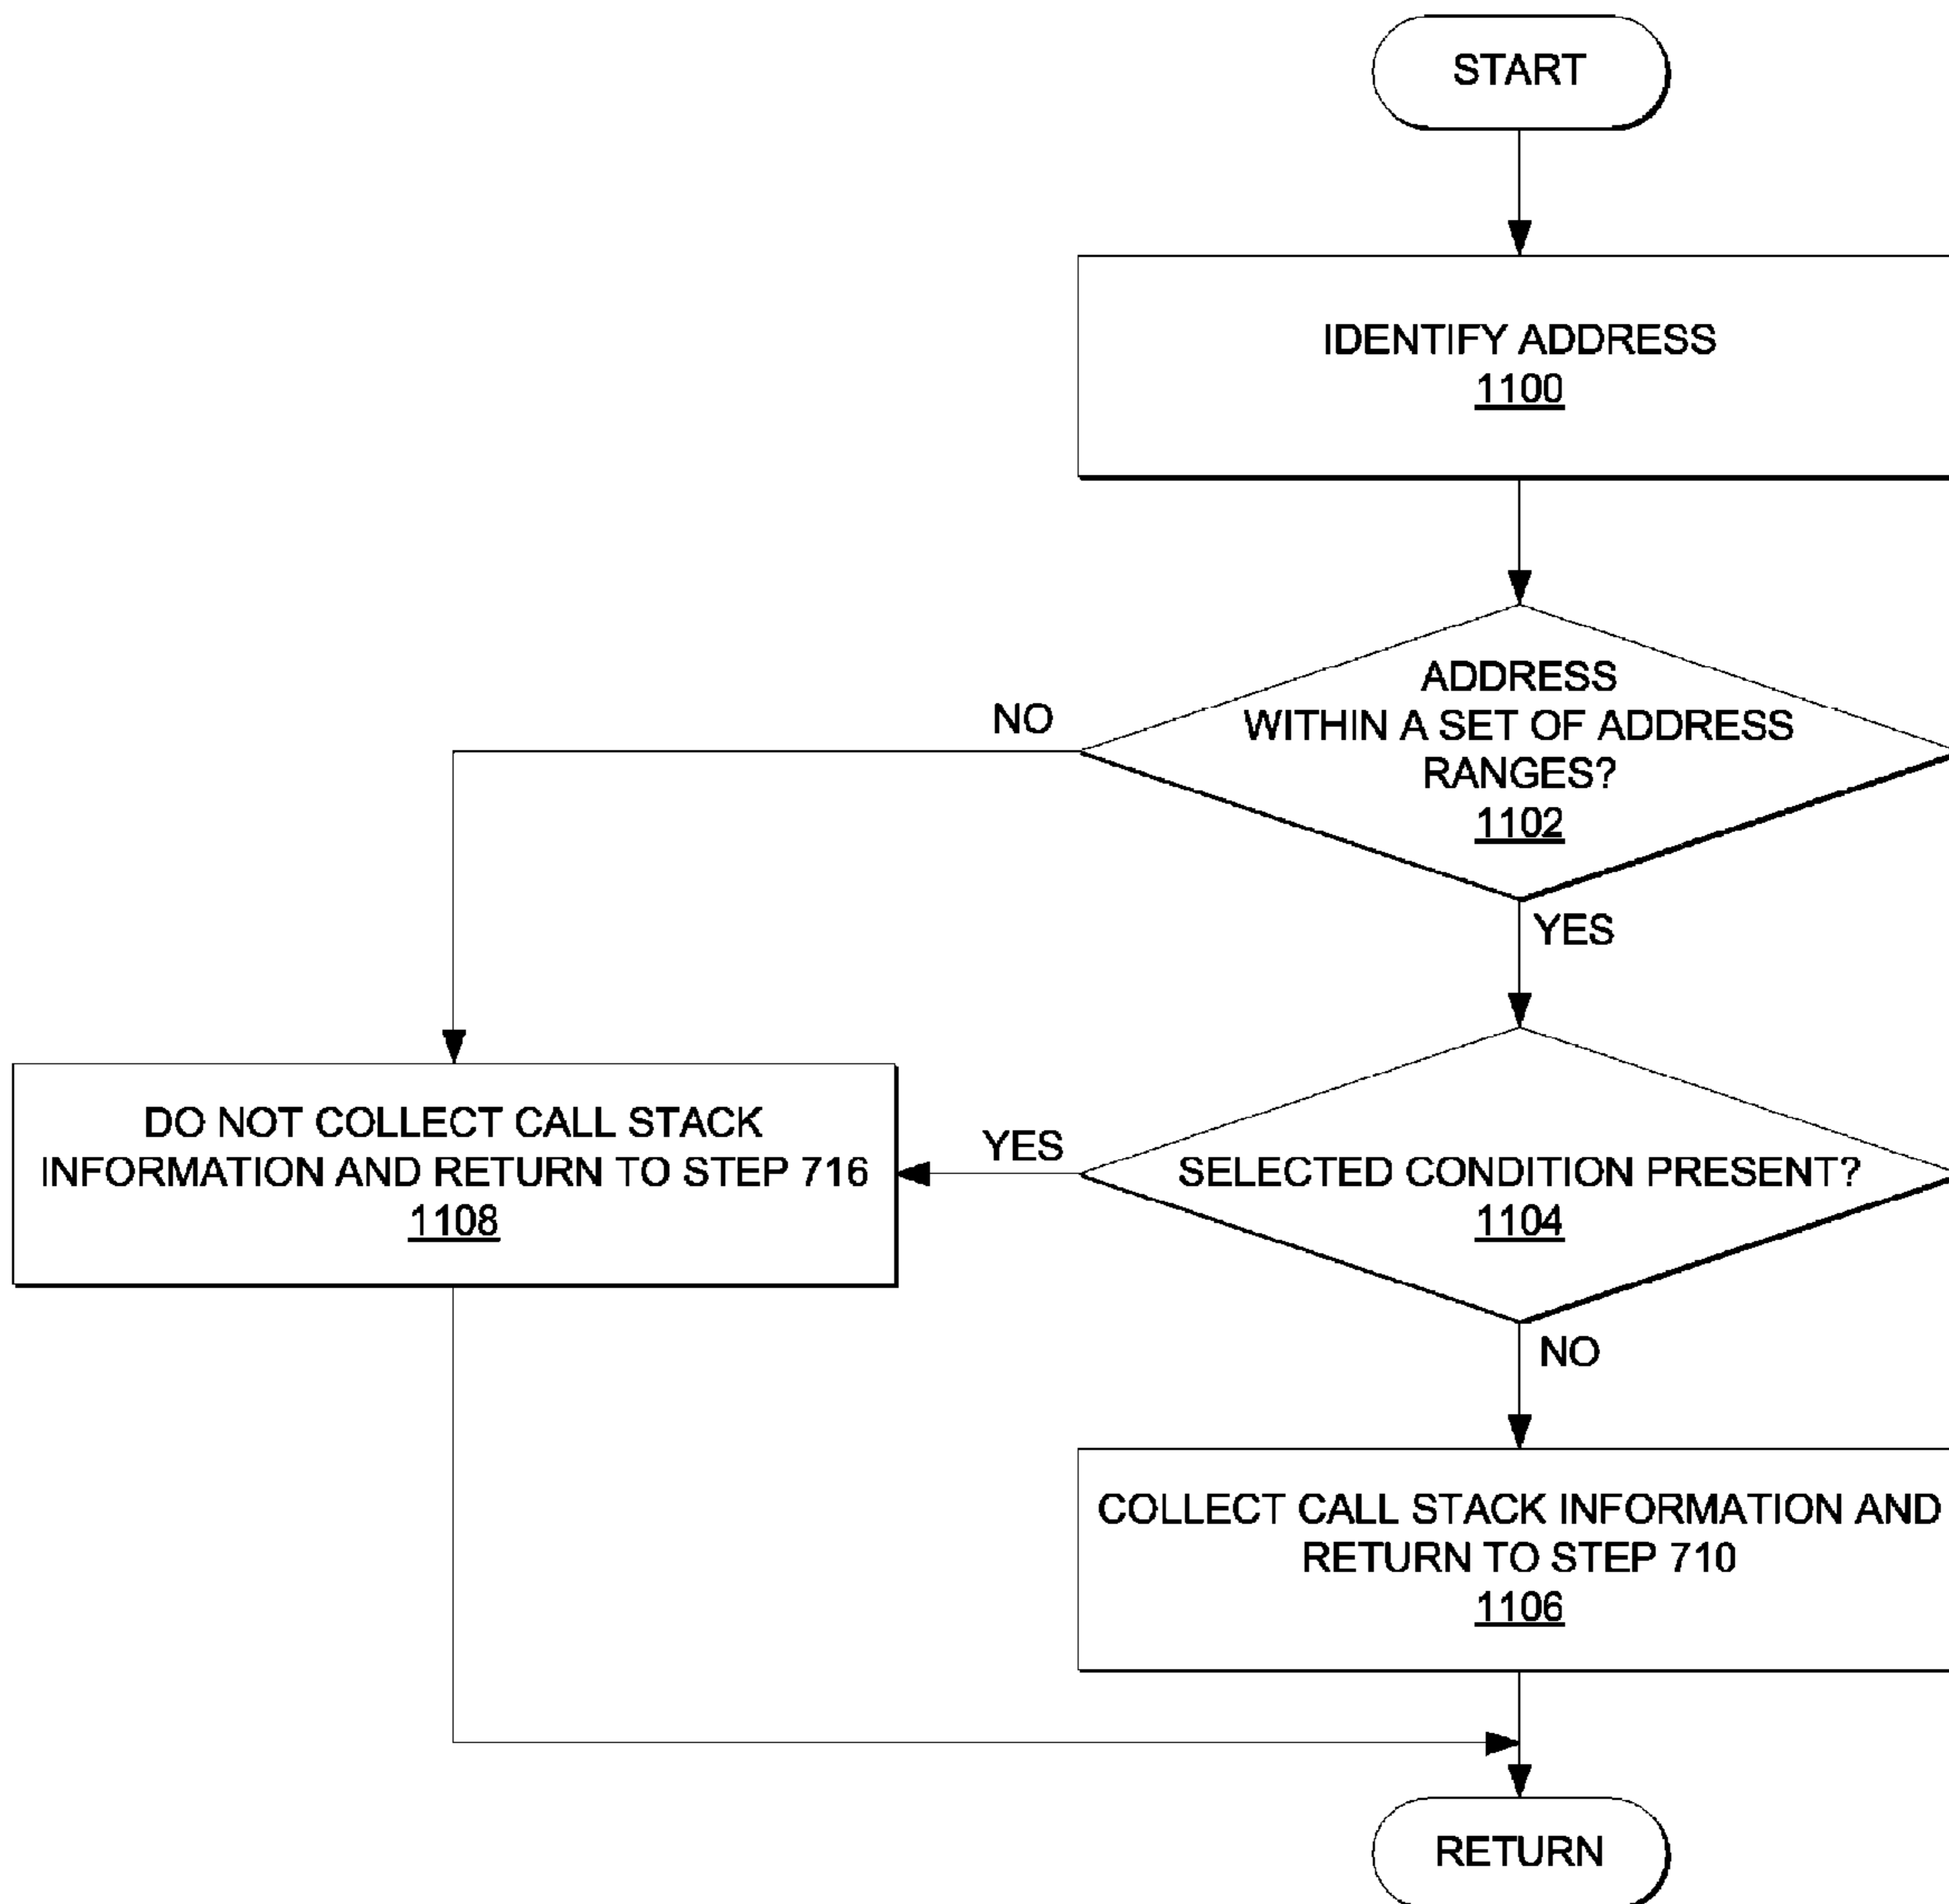 START
IDENTIFY ADDRESS
1100
ADDRESS
WITHIN A SET OF ADDRESS
RANGES?
1102
NO
YES
DO NOT COLLECT CALL STACK
INFORMATION AND RETURN TO STEP 716
1108
YES
SELECTED CONDITION PRESENT?
1104
NO
COLLECT CALL STACK INFORMATION AND
RETURN TO STEP 710
1106
RETURN